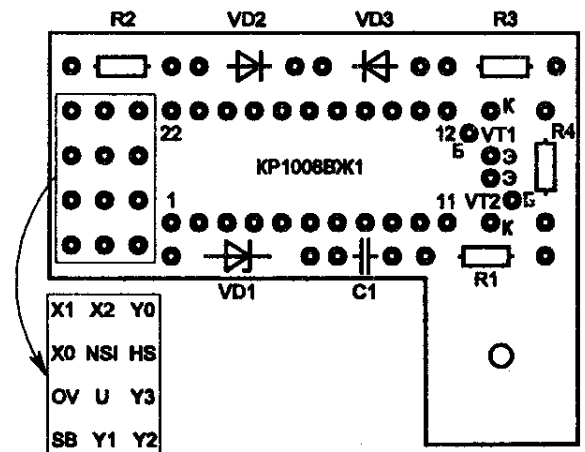 R2 VD2 VD3 R3
К
22 12 VT1 R4
Б Э
КР1008ВЖ1
Э
1 11 VT2 Б
К
VD1 C1 R1
X1 X2 Y0
X0 NSI HS
OV U Y3
SB Y1 Y2